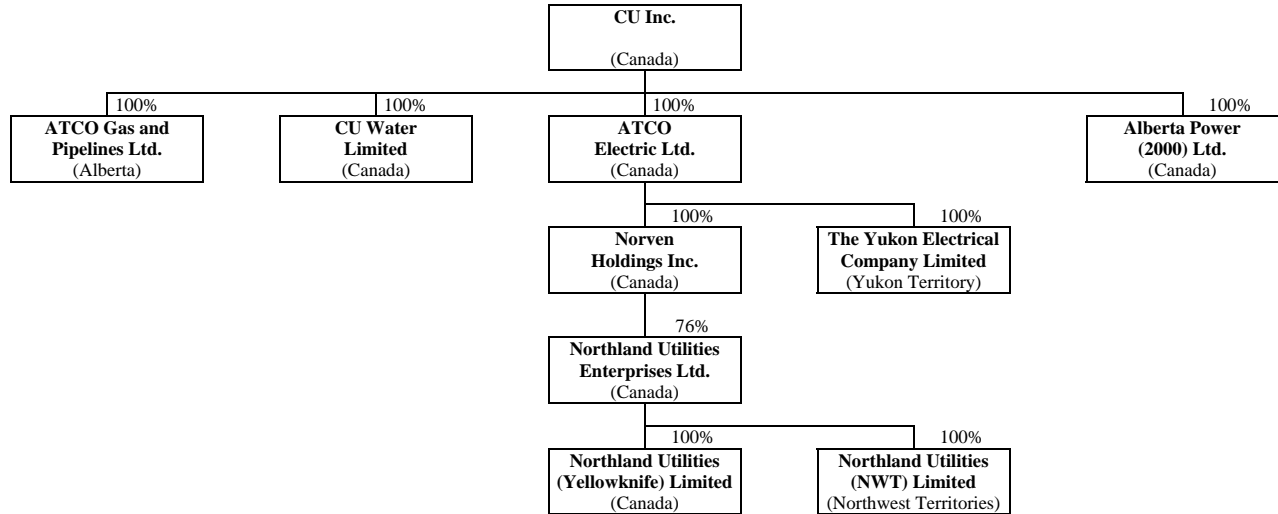 CU Inc.
(Canada)
100%
100%
100%
100%
ATCO Gas and
Pipelines Ltd.
(Alberta)
CU Water
Limited
(Canada)
ATCO
Electric Ltd.
(Canada)
Alberta Power
(2000) Ltd.
(Canada)
100%
100%
Norven
Holdings Inc.
(Canada)
The Yukon Electrical
Company Limited
(Yukon Territory)
76%
Northland Utilities
Enterprises Ltd.
(Canada)
100%
100%
Northland Utilities
(Yellowknife) Limited
(Canada)
Northland Utilities
(NWT) Limited
(Northwest Territories)